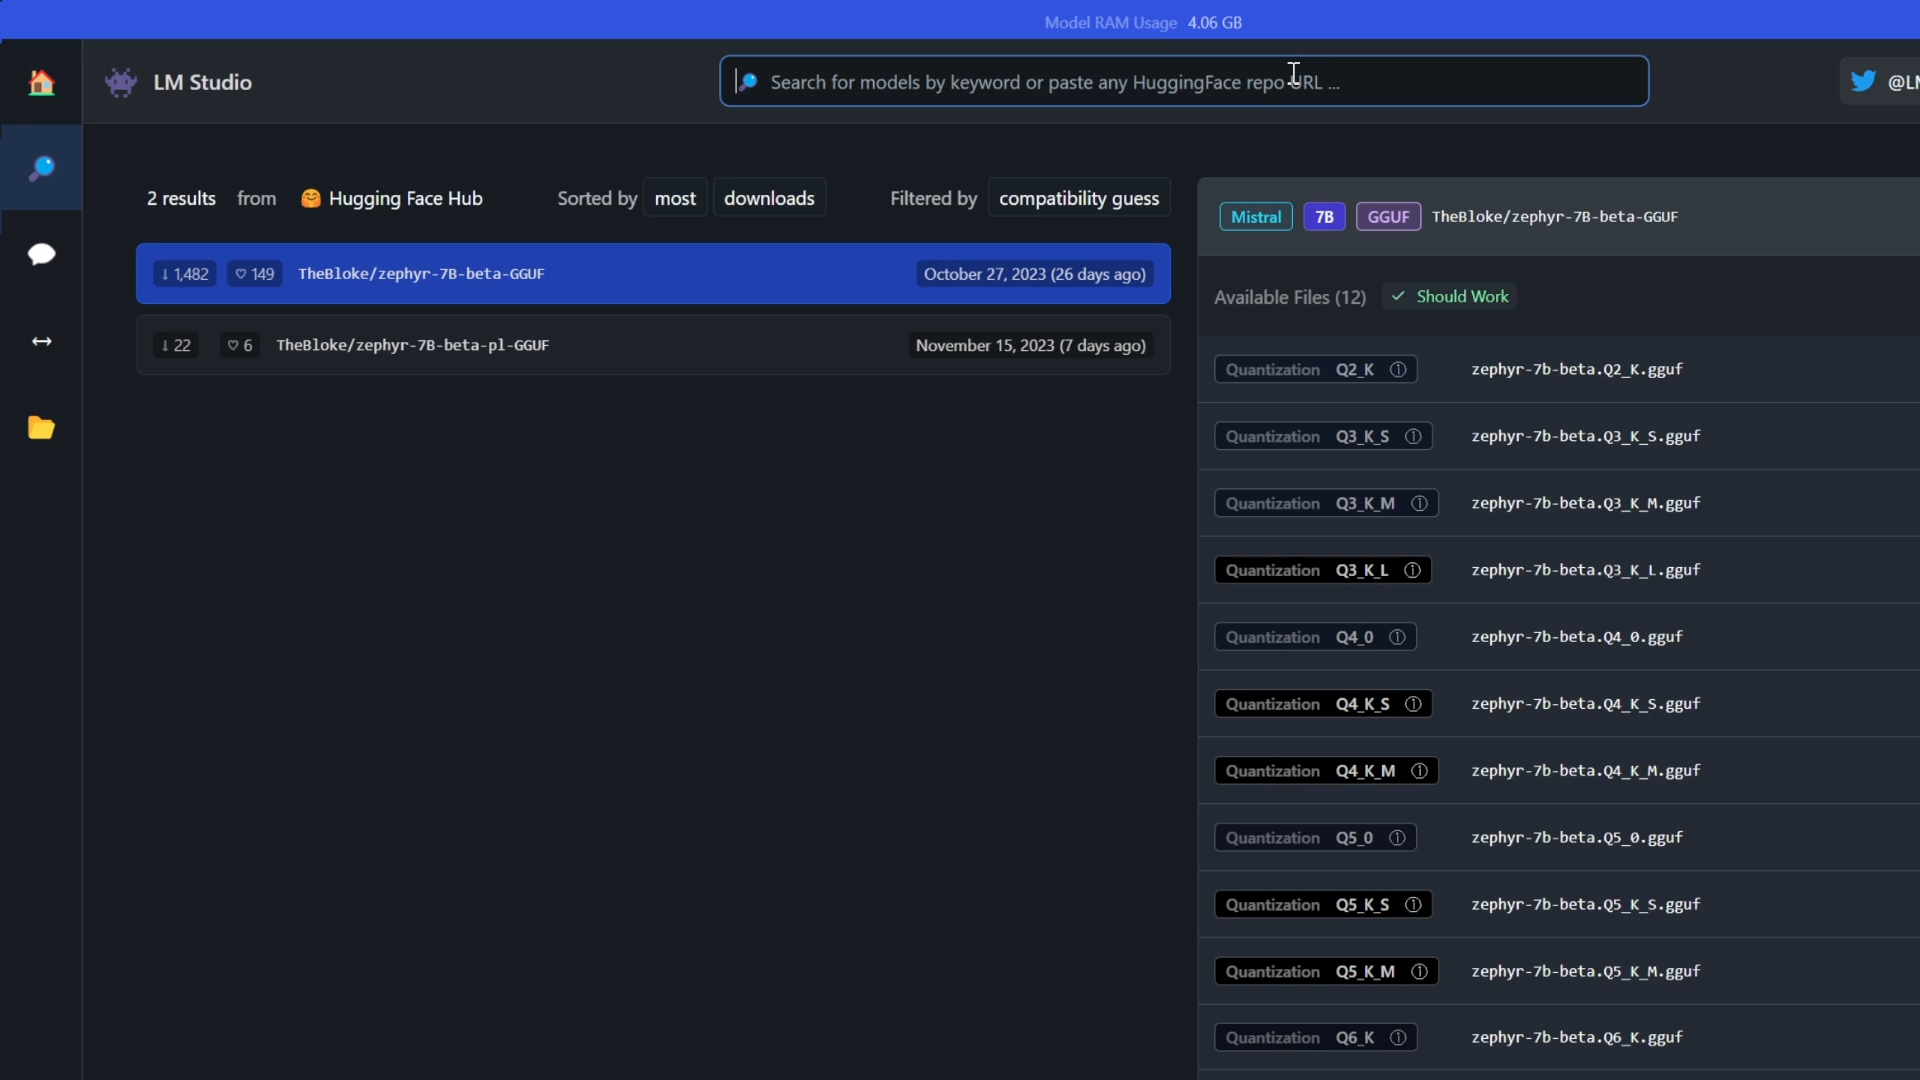 Model RAM Usage 4.06 GB
LM Studio
Search for models by keyword or paste any HuggingFace repo URL ...
2 results from Hugging Face Hub Sorted by most downloads Filtered by compatibility guess
↓ 1,482 ♡ 149 TheBloke/zephyr-7B-beta-GGUF October 27, 2023 (26 days ago)
↓ 22 ♡ 6 TheBloke/zephyr-7B-beta-pl-GGUF November 15, 2023 (7 days ago)
Mistral 7B GGUF TheBloke/zephyr-7B-beta-GGUF
Available Files (12) ✓ Should Work
Quantization Q2_K zephyr-7b-beta.Q2_K.gguf
Quantization Q3_K_S zephyr-7b-beta.Q3_K_S.gguf
Quantization Q3_K_M zephyr-7b-beta.Q3_K_M.gguf
Quantization Q3_K_L zephyr-7b-beta.Q3_K_L.gguf
Quantization Q4_0 zephyr-7b-beta.Q4_0.gguf
Quantization Q4_K_S zephyr-7b-beta.Q4_K_S.gguf
Quantization Q4_K_M zephyr-7b-beta.Q4_K_M.gguf
Quantization Q5_0 zephyr-7b-beta.Q5_0.gguf
Quantization Q5_K_S zephyr-7b-beta.Q5_K_S.gguf
Quantization Q5_K_M zephyr-7b-beta.Q5_K_M.gguf
Quantization Q6_K zephyr-7b-beta.Q6_K.gguf